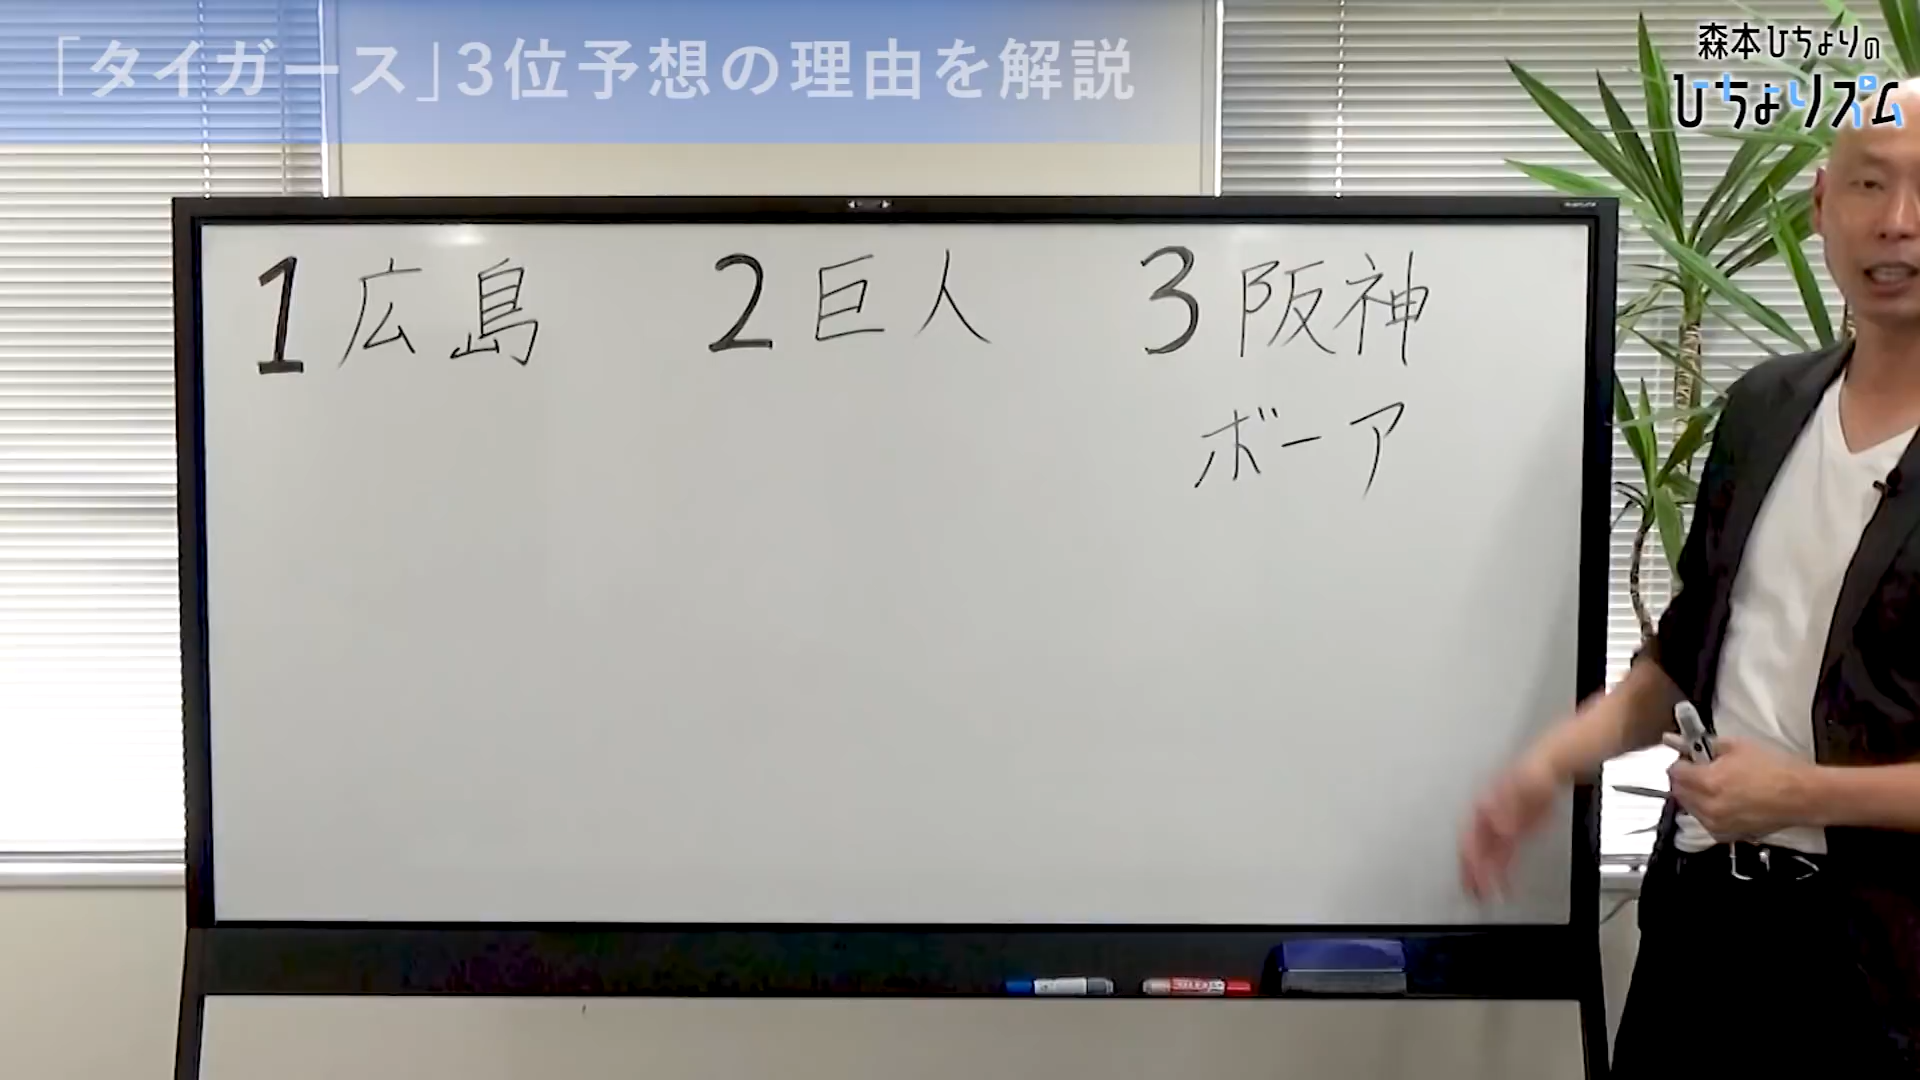 「タイガース」3位予想の理由を解説
森本ひちょりの
ひちょリズム
1 広島 2 巨人 3 阪神
ボーア